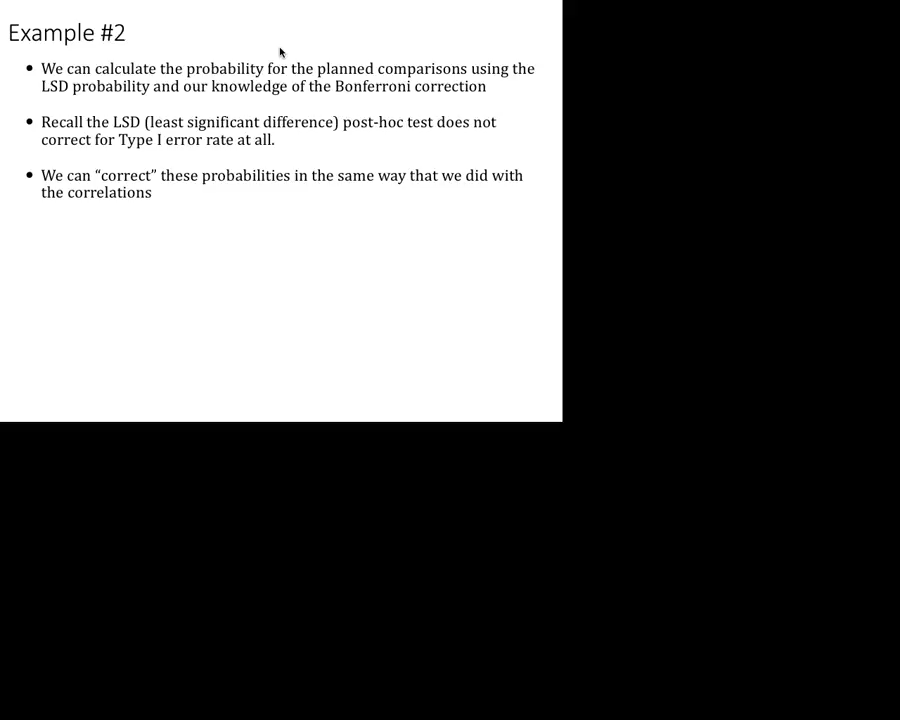 Example #2
• We can calculate the probability for the planned comparisons using the
LSD probability and our knowledge of the Bonferroni correction
• Recall the LSD (least significant difference) post-hoc test does not
correct for Type I error rate at all.
• We can “correct” these probabilities in the same way that we did with
the correlations